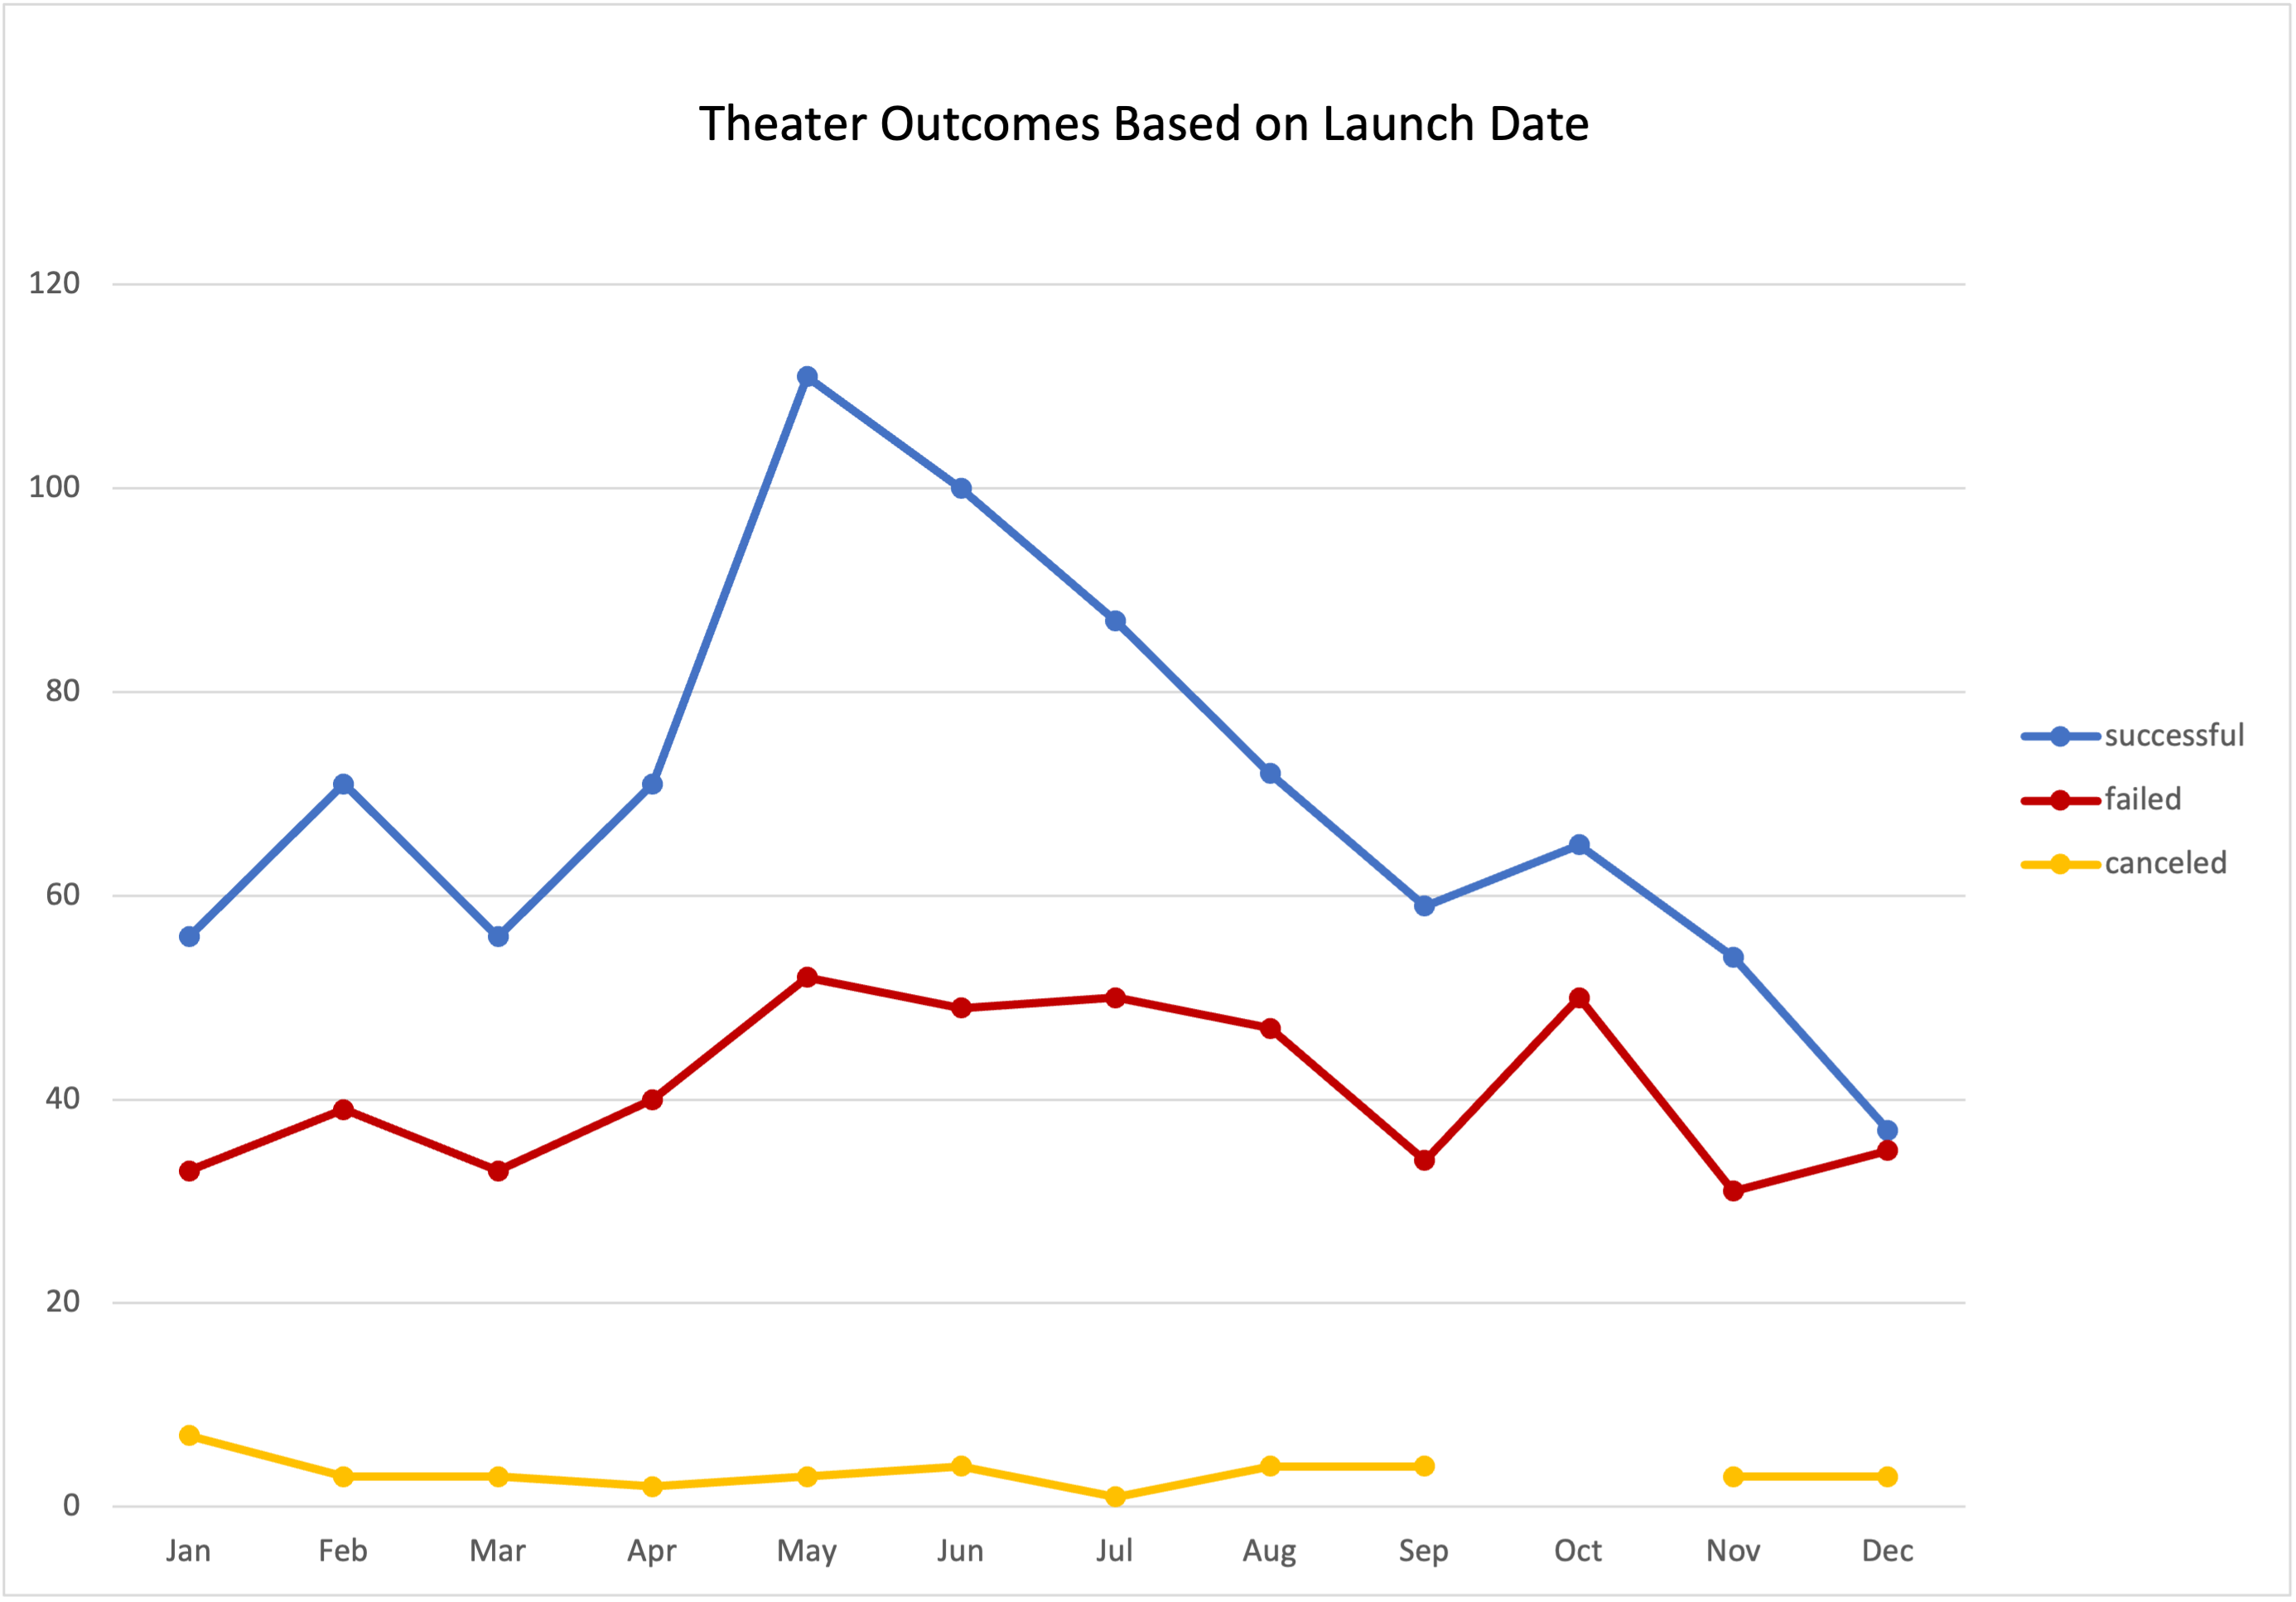 Theater Outcomes Based on Launch Date
120
100
80
60
40
20
0
Jan Feb Mar Apr May Jun Jul Aug Sep Oct Nov Dec
successful
failed
canceled